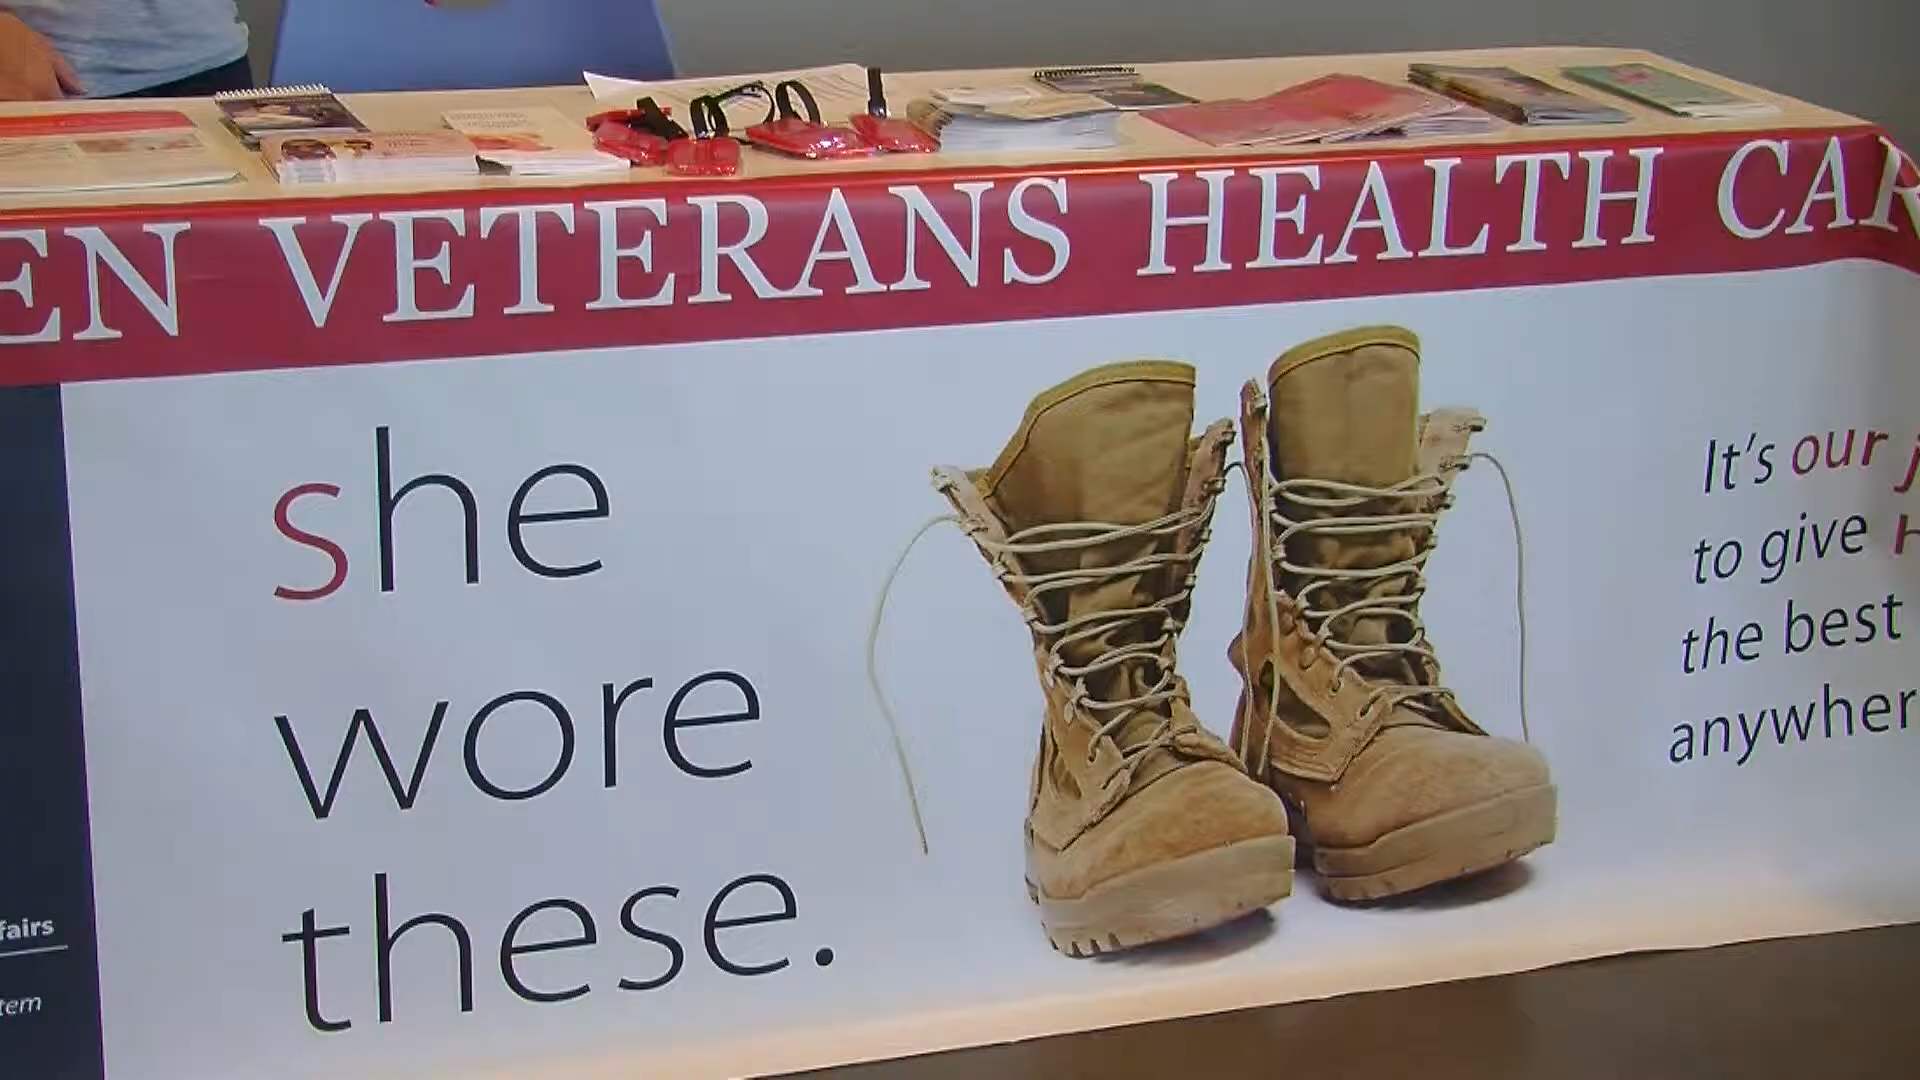 EN VETERANS HEALTH CAR
she
wore
these.
It's our j
to give H
the best
anywher
fairs
tem